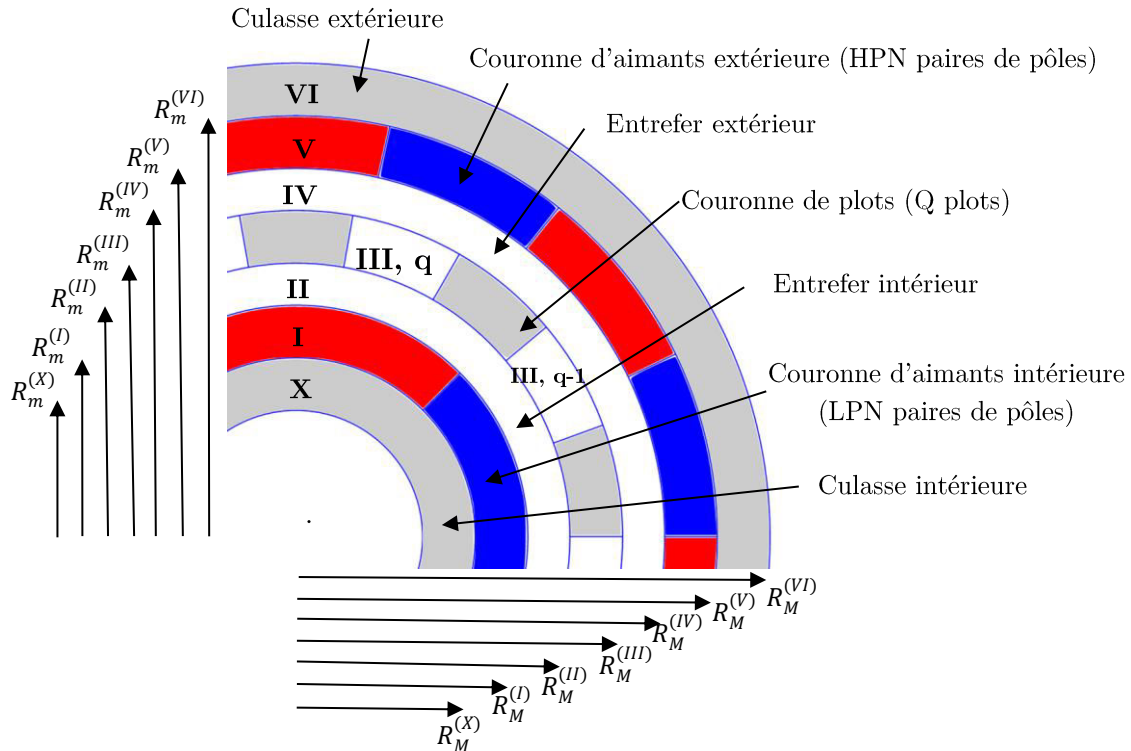 Culasse extérieure
Couronne d'aimants extérieure (HPN paires de pôles)
Entrefer extérieur
Couronne de plots (Q plots)
Entrefer intérieur
Couronne d'aimants intérieure
(LPN paires de pôles)
Culasse intérieure
VI
V
IV
III, q
II
I
III, q-1
X
R_m^{(VI)}
R_m^{(V)}
R_m^{(IV)}
R_m^{(III)}
R_m^{(II)}
R_m^{(I)}
R_m^{(X)}
R_M^{(VI)}
R_M^{(V)}
R_M^{(IV)}
R_M^{(III)}
R_M^{(II)}
R_M^{(I)}
R_M^{(X)}